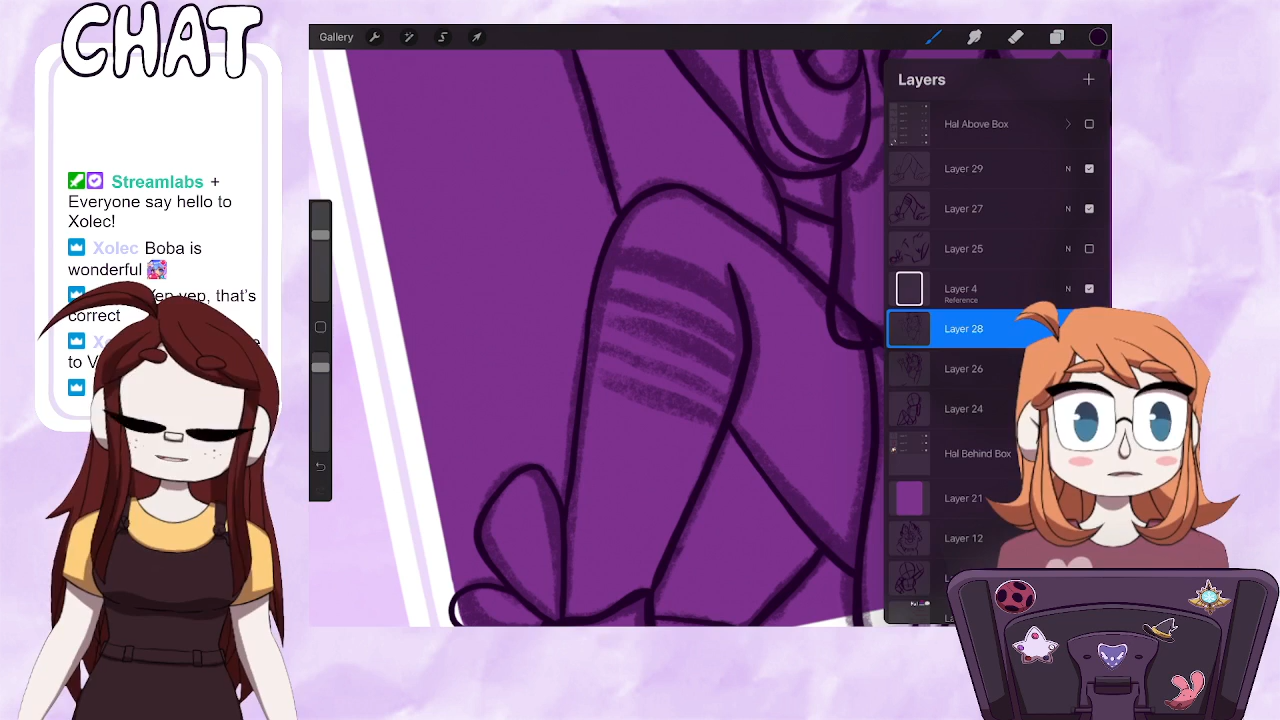 CHAT
Streamlabs +
Everyone say hello to
Xolec!
Xolec Boba is
wonderful
yep, that's
correct
to V
Gallery
Layers
Hal Above Box
Layer 29
N
Layer 27
N
Layer 25
N
Layer 4
N
Reference
Layer 28
Layer 26
Layer 24
Hal Behind Box
Layer 21
Layer 12